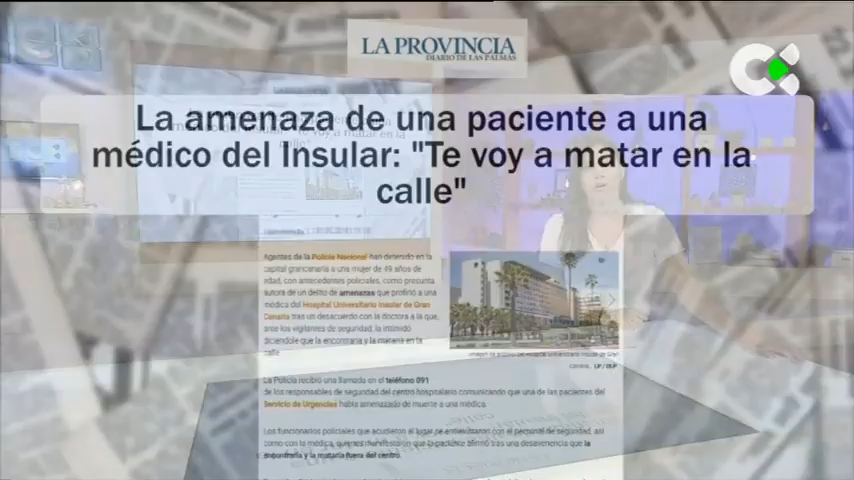 LA PROVINCIA
DIARIO DE LAS PALMAS
La amenaza de una paciente a una
médico del Insular: "Te voy a matar en la
calle"
Agentes de la Policía Nacional han detenido en la
capital grancanaria a una mujer de 49 años de
edad, con antecedentes policiales, como presunta
autora de un delito de amenazas que profirió a una
médica del Hospital Universitario Insular de Gran
Canaria tras un desacuerdo con la doctora a la que,
ante los vigilantes de seguridad, la intimidó
diciéndole que la encontraría y la mataría en la
calle
LP / DLP
La Policía recibió una llamada en el teléfono 091
de los responsables de seguridad del centro hospitalario comunicando que una de las pacientes del
Servicio de Urgencias había amenazado de muerte a una médica.
Los funcionarios policiales que acudieron al lugar se entrevistaron con el personal de seguridad, así
como con la médica, quienes manifestaron que la paciente afirmó tras una desavenencia que la
encontraría y la mataría fuera del centro.